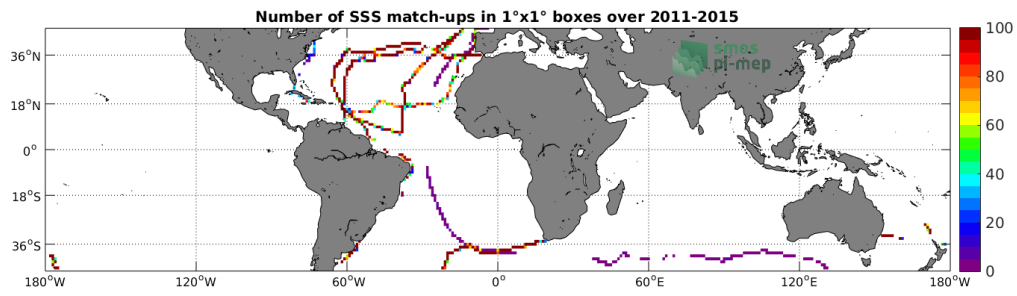 Number of SSS match-ups in 1°x1° boxes over 2011-2015
smos
pi-mep
36°N
18°N
0°
18°S
36°S
180°W
120°W
60°W
0°
60°E
120°E
180°W
100
80
60
40
20
0